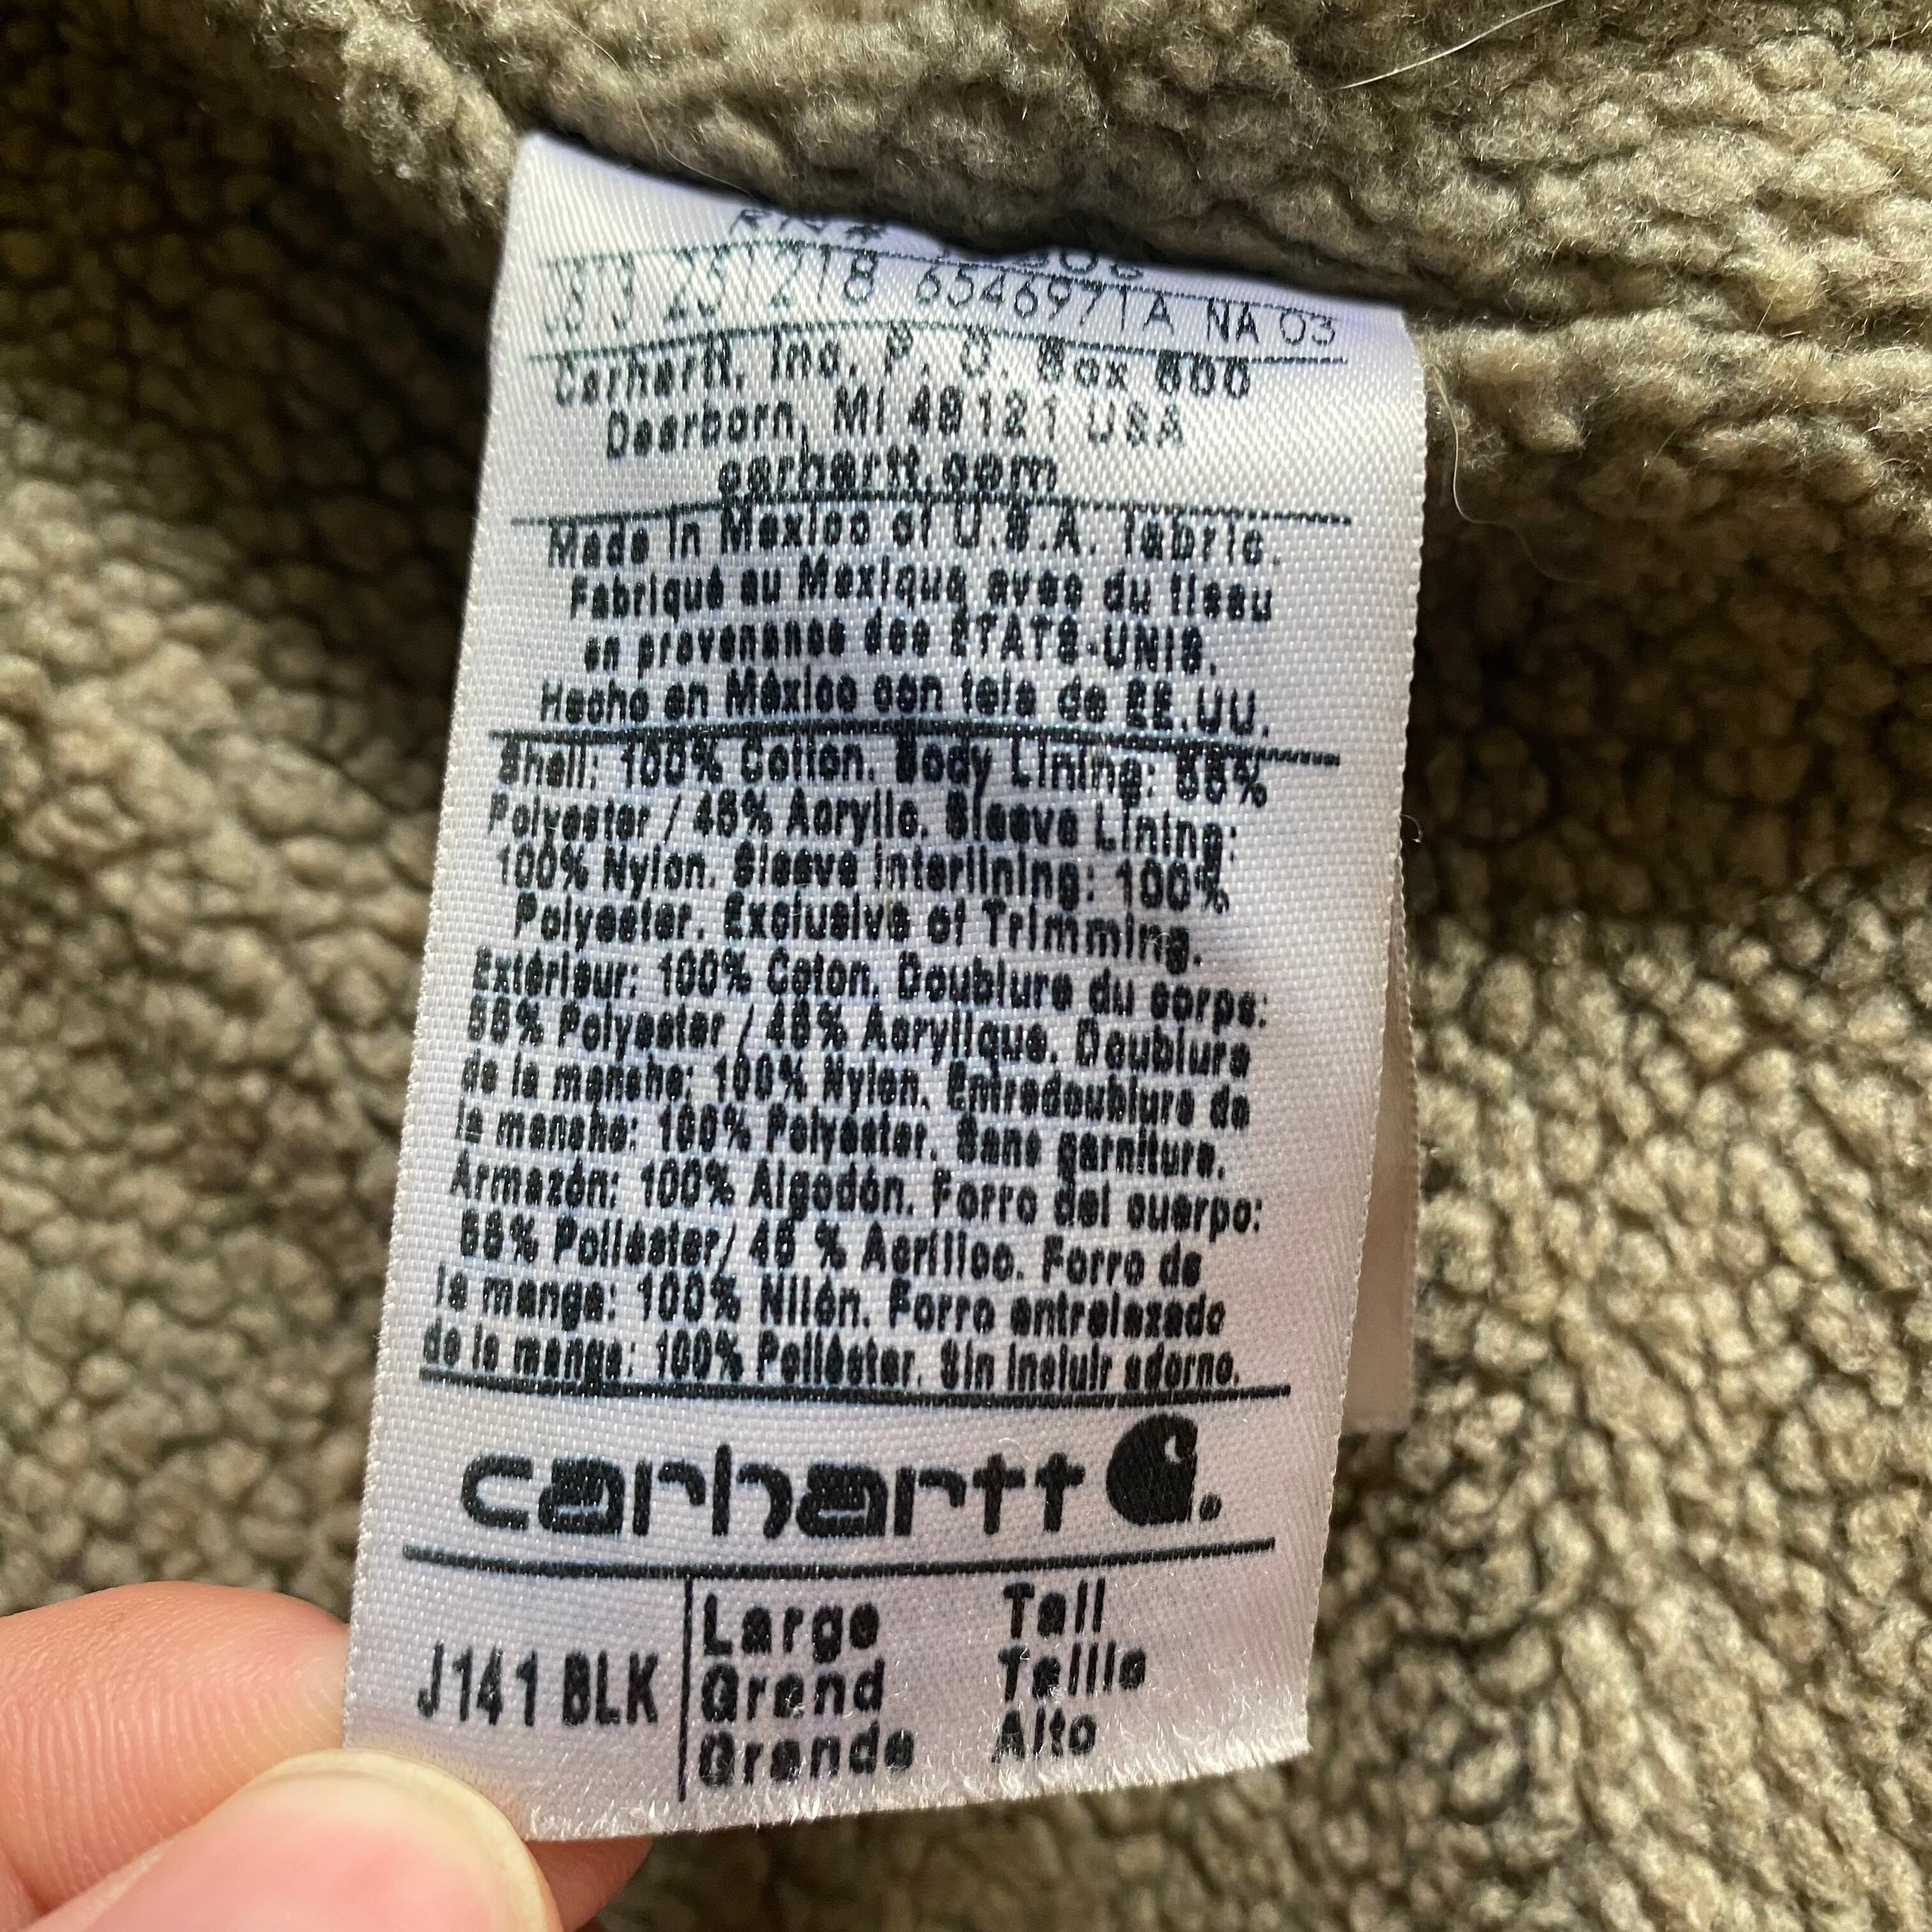 RN# 14806
J3 3 251218 6546971A NA 03
Carhartt, Inc. P. O. Box 600
Dearborn, MI 48121 USA
carhartt.com
Made in Mexico of U.S.A. fabric.
Fabriqué au Mexique avec du tissu
en provenance des ÉTATS-UNIS.
Hecho en México con tela de EE.UU.
Shell: 100% Cotton. Body Lining: 55%
Polyester / 45% Acrylic. Sleeve Lining:
100% Nylon. Sleeve Interlining: 100%
Polyester. Exclusive of Trimming.
Extérieur: 100% Coton. Doublure du corps:
55% Polyester / 45% Acrylique. Doublure
de la manche: 100% Nylon. Entredoublure de
la manche: 100% Polyester. Sans garniture.
Armazón: 100% Algodón. Forro del cuerpo:
55% Poliéster/ 45 % Acrílico. Forro de
la manga: 100% Nilón. Forro entrelazado
de la manga: 100% Poliéster. Sin incluir adorno.
carhartt
J141 BLK
Large Tall
Grand Taille
Grande Alto